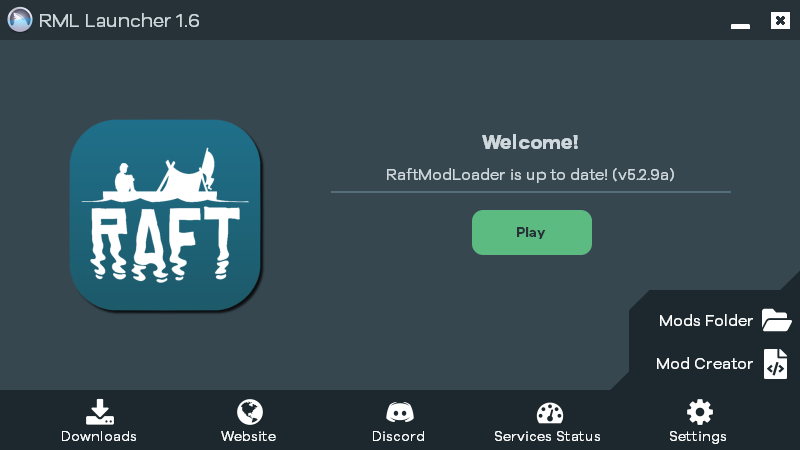 RML Launcher 1.6
RAFT
Welcome!
RaftModLoader is up to date! (v5.2.9a)
Play
Mods Folder
Mod Creator
Downloads
Website
Discord
Services Status
Settings